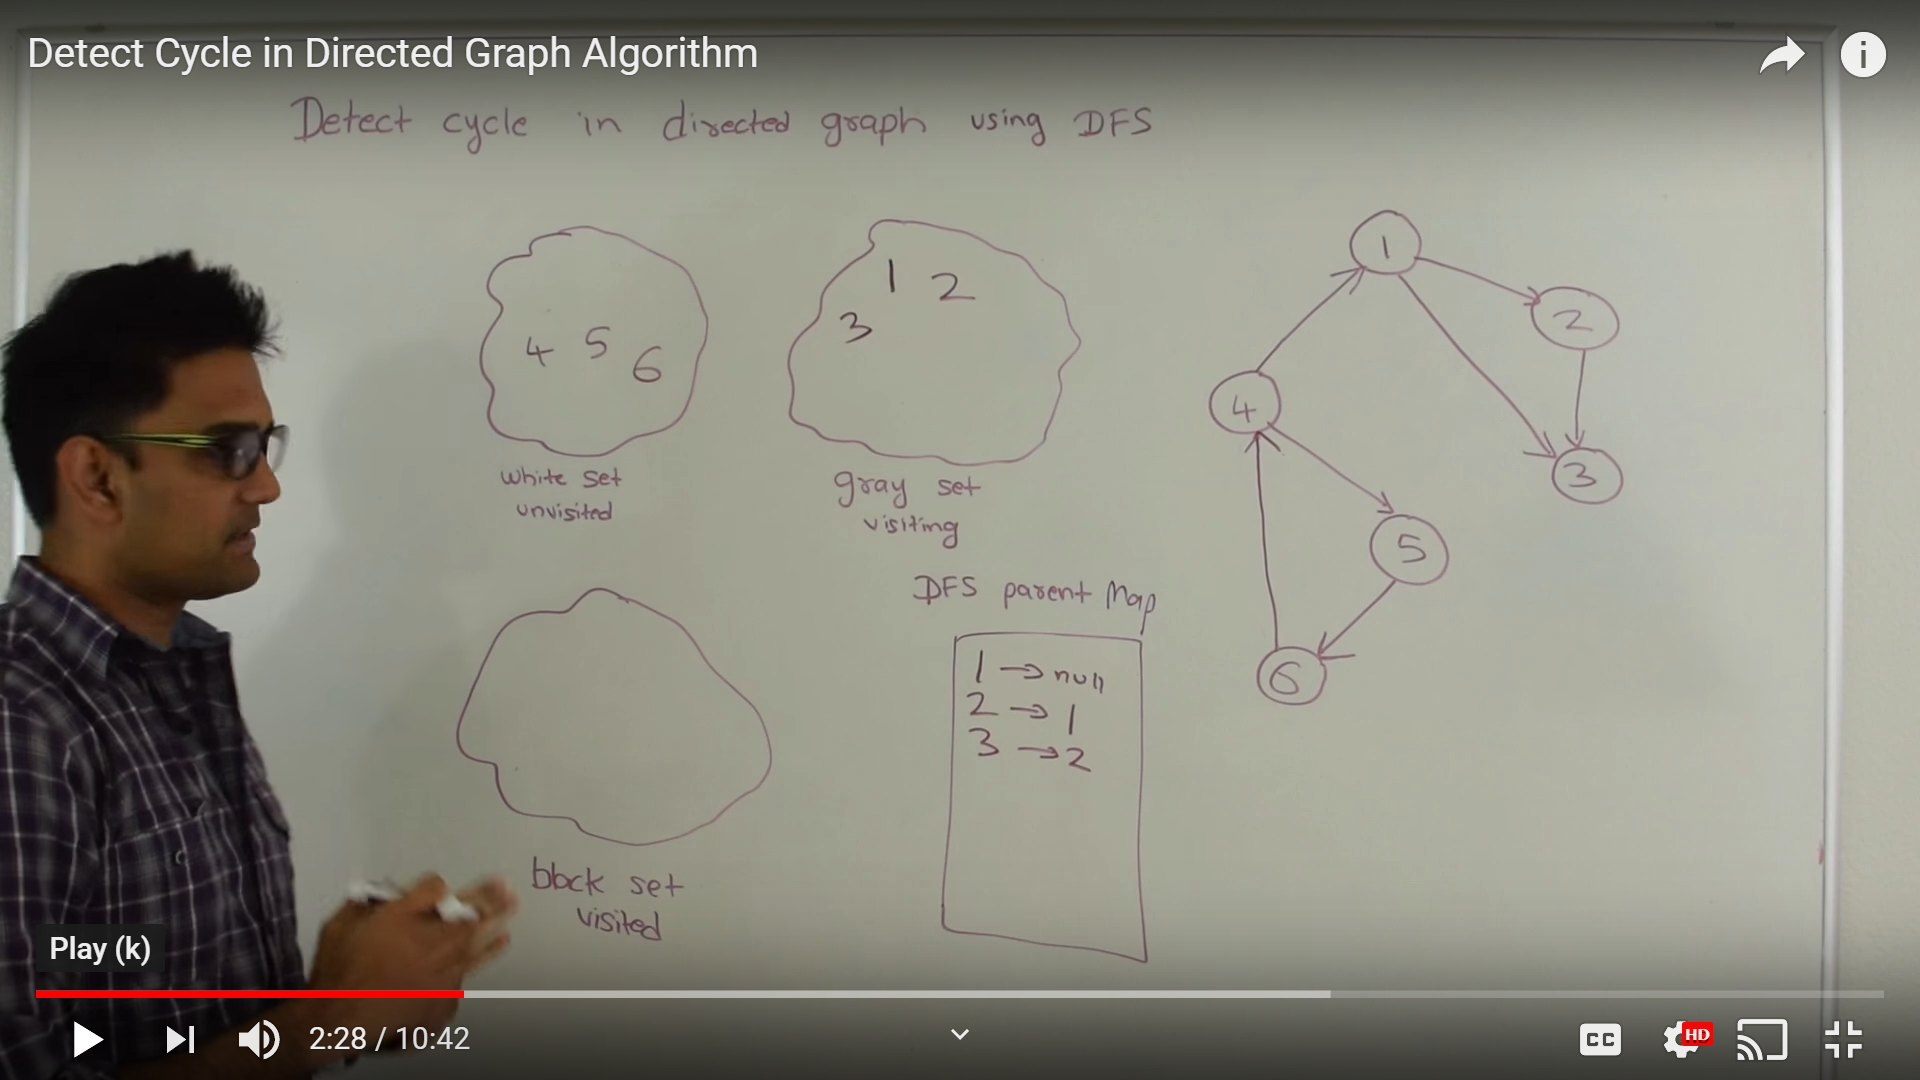 Detect Cycle in Directed Graph Algorithm
i
Detect cycle in directed graph using DFS
4 5 6
white set
unvisited
1 2
3
gray set
visiting
1
2
3
4
5
6
DFS parent Map
1 → null
2 → 1
3 → 2
black set
visited
Play (k)
2:28 / 10:42
CC
HD